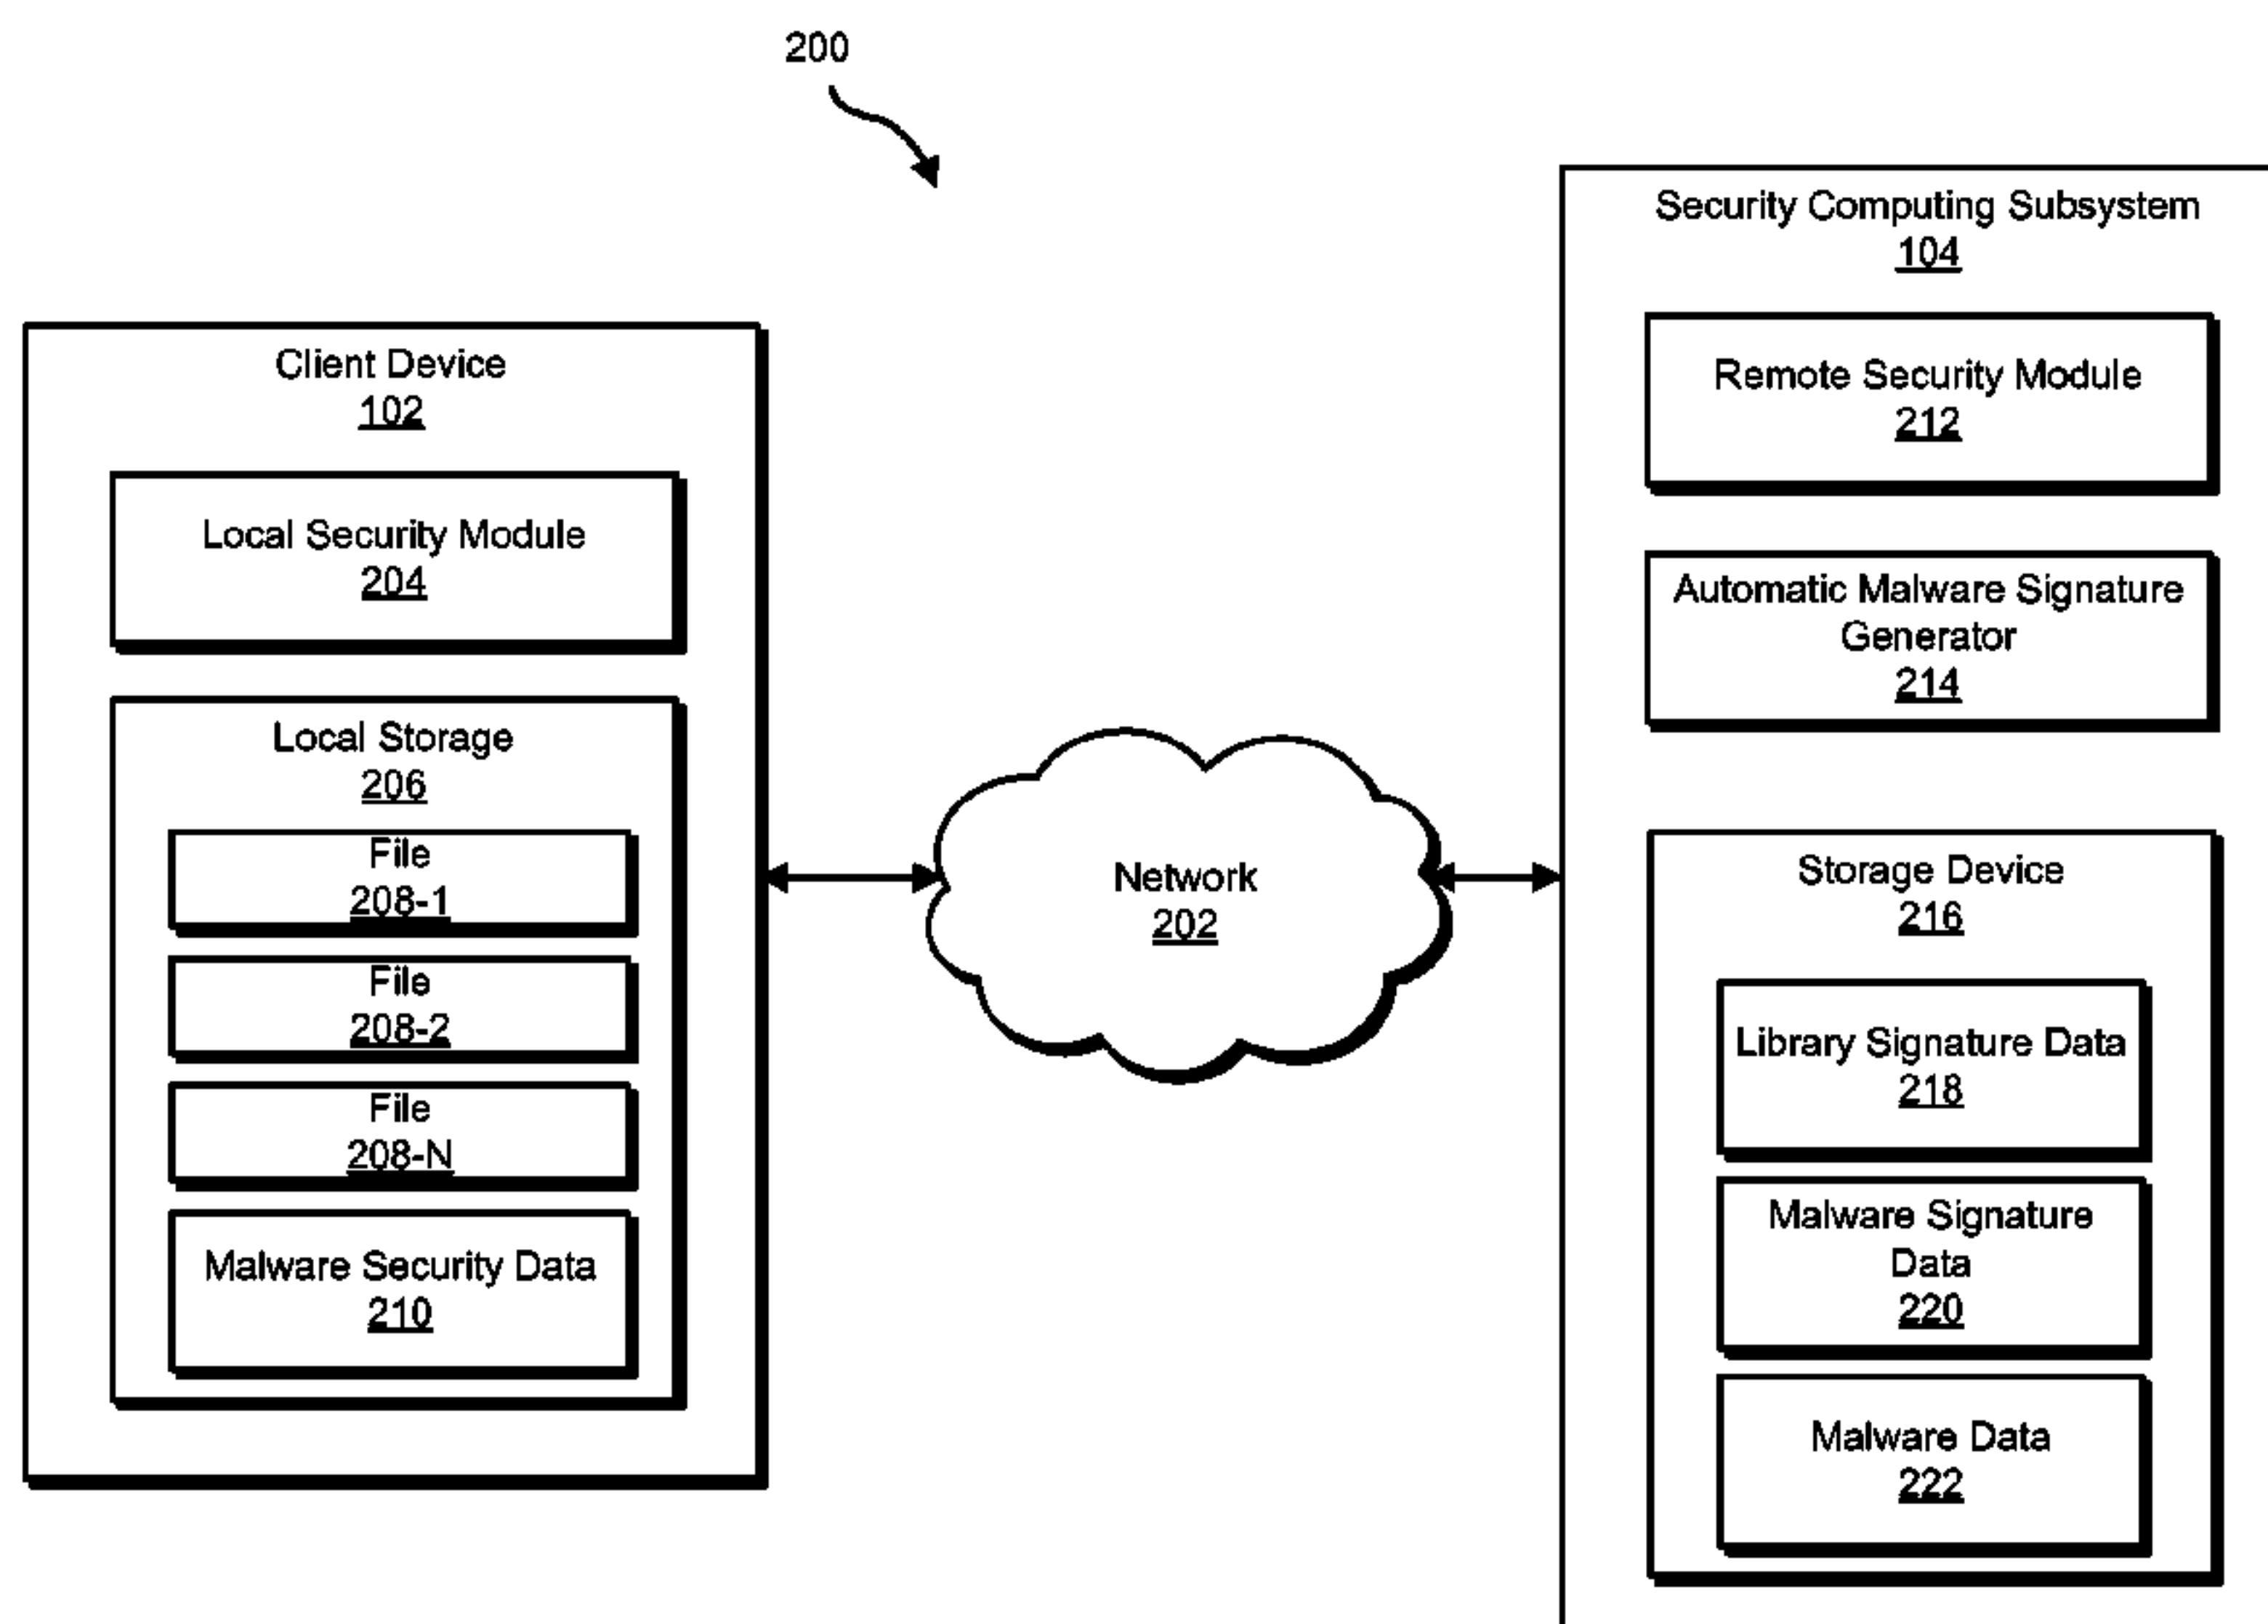 200
Client Device
102
Local Security Module
204
Local Storage
206
File
208-1
File
208-2
File
208-N
Malware Security Data
210
Network
202
Security Computing Subsystem
104
Remote Security Module
212
Automatic Malware Signature
Generator
214
Storage Device
216
Library Signature Data
218
Malware Signature
Data
220
Malware Data
222